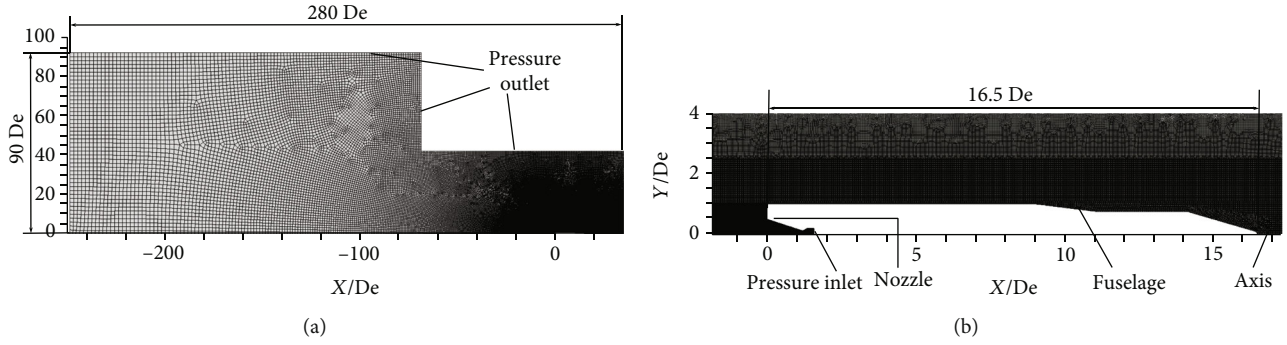 280 De
100
80
60
40
20
0
90 De
Pressure
outlet
–200
–100
0
X/De
(a)
16.5 De
4
2
0
Y/De
0
5
10
15
Pressure inlet
Nozzle
X/De
Fuselage
Axis
(b)